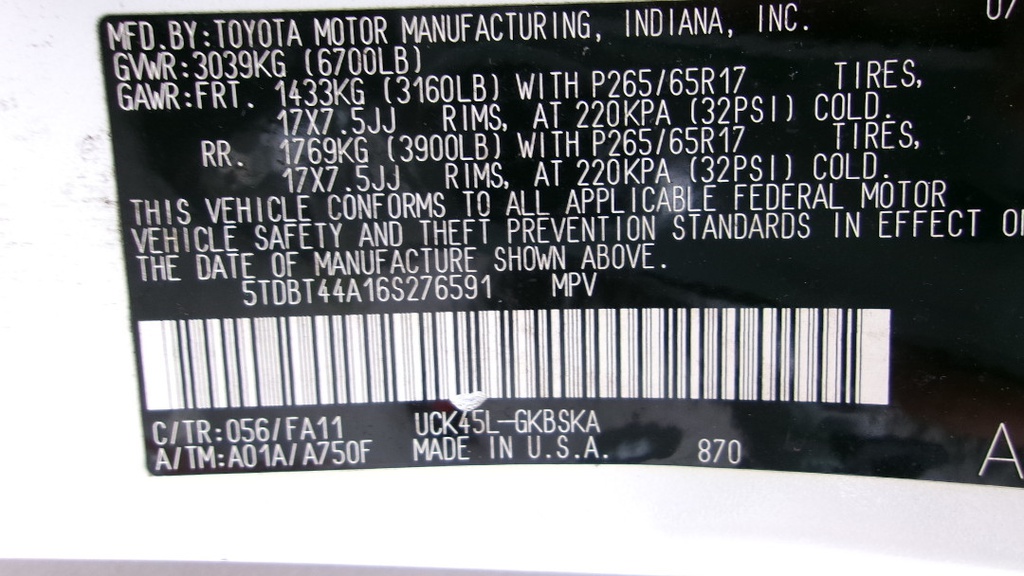 07/
MFD.BY:TOYOTA MOTOR MANUFACTURING, INDIANA, INC.
GVWR:3039KG (6700LB)
GAWR:FRT. 1433KG (3160LB) WITH P265/65R17 TIRES,
17X7.5JJ RIMS, AT 220KPA (32PSI) COLD.
RR. 1769KG (3900LB) WITH P265/65R17 TIRES,
17X7.5JJ RIMS, AT 220KPA (32PSI) COLD.
THIS VEHICLE CONFORMS TO ALL APPLICABLE FEDERAL MOTOR
VEHICLE SAFETY AND THEFT PREVENTION STANDARDS IN EFFECT
THE DATE OF MANUFACTURE SHOWN ABOVE.
5TDBT44A16S276591 MPV
C/TR:056/FA11 UCK45L-GKBSKA
A/TM:A01A/A750F MADE IN U.S.A. 870 A